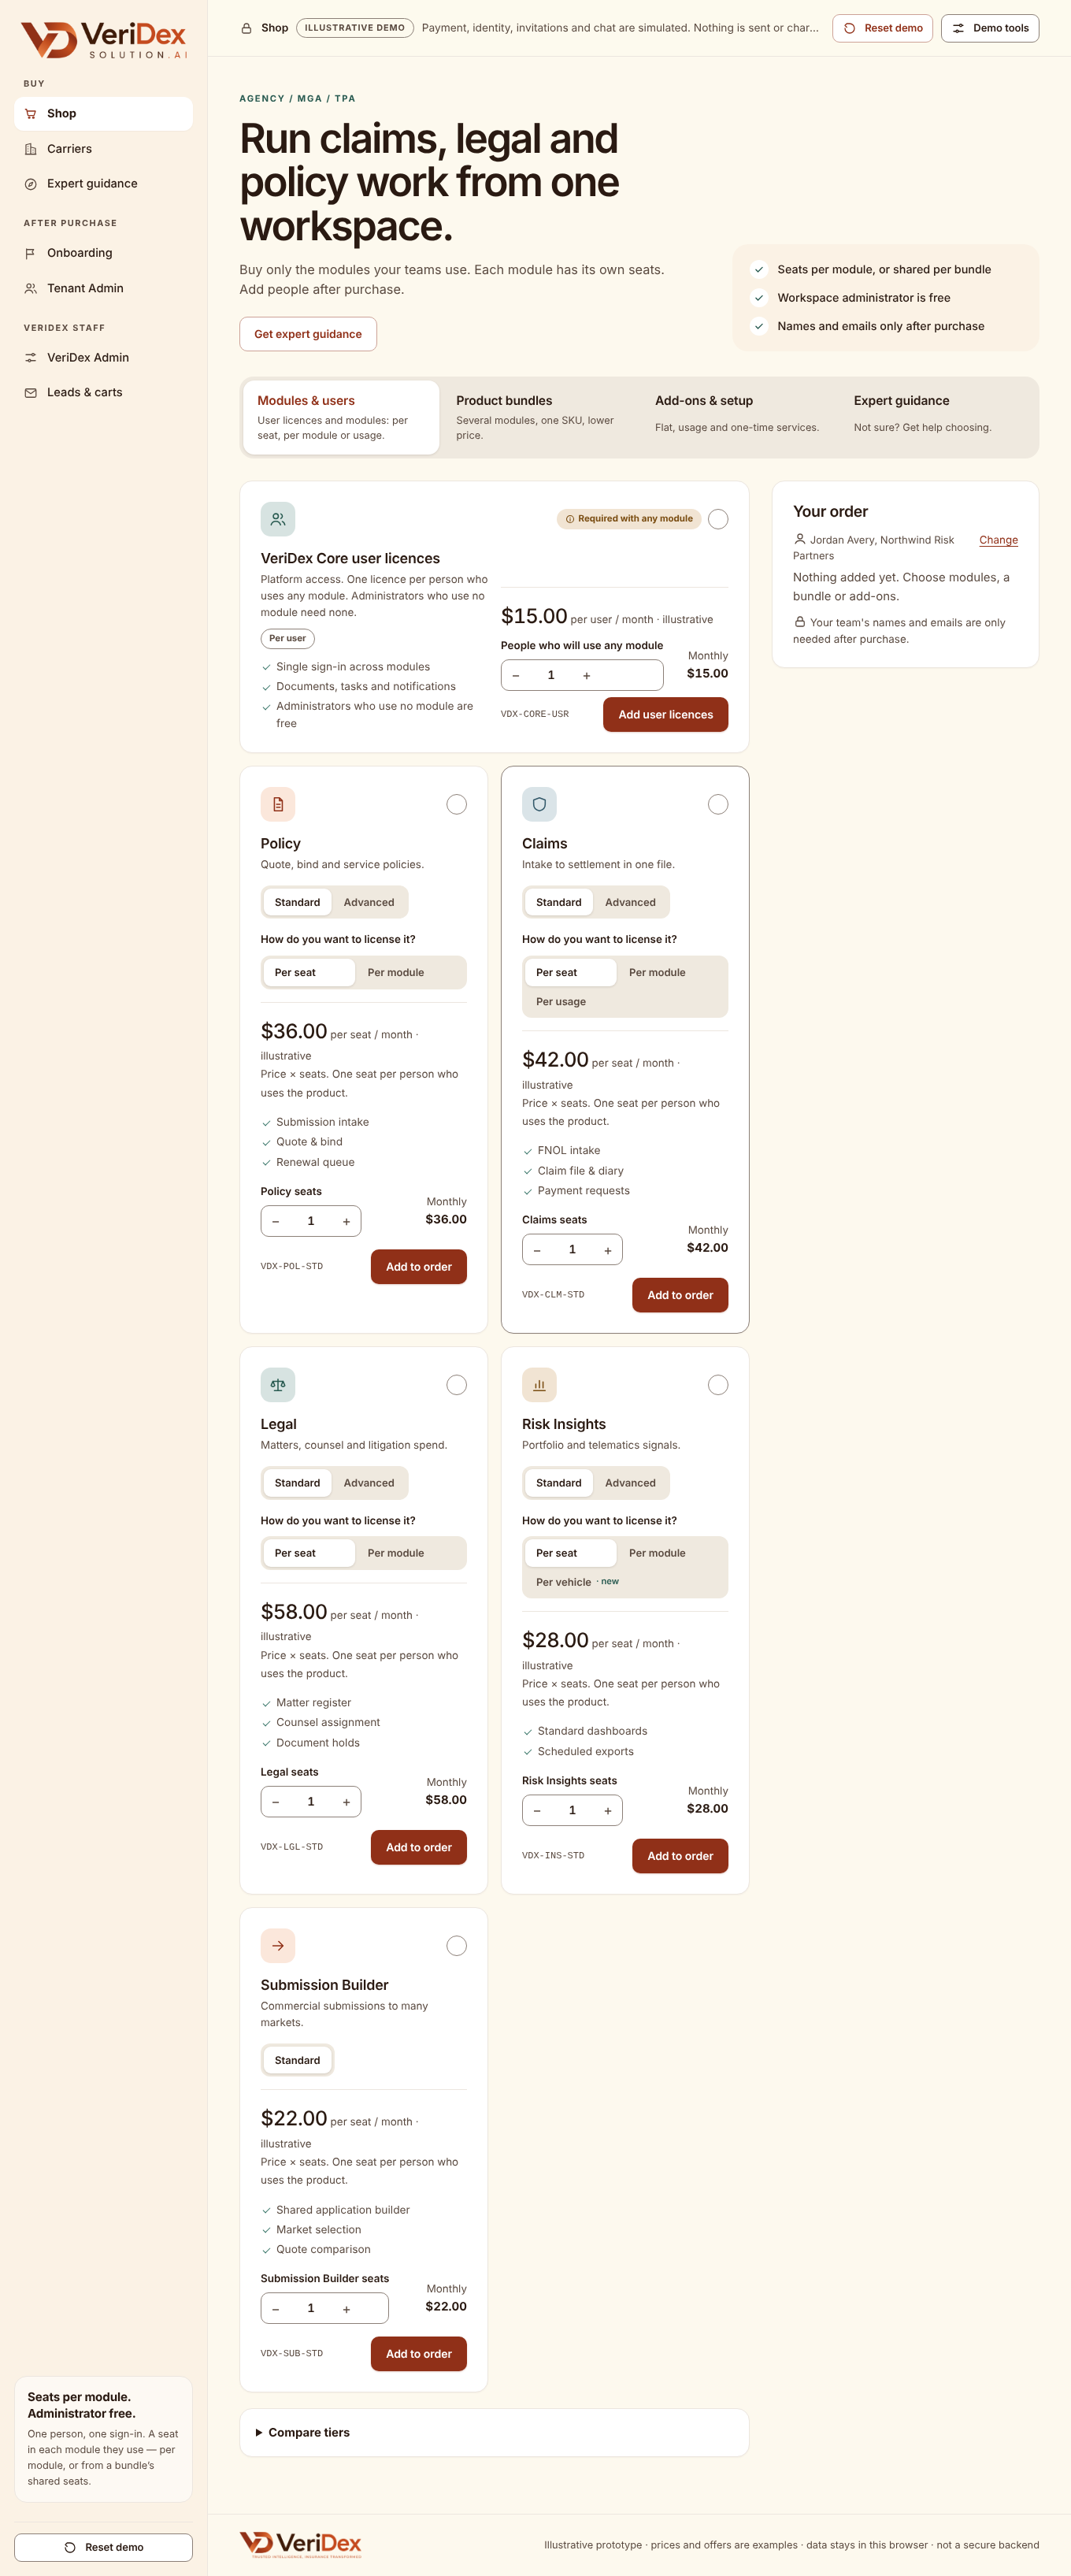 VeriDex
SOLUTION.AI
BUY
Shop
Carriers
Expert guidance
AFTER PURCHASE
Onboarding
Tenant Admin
VERIDEX STAFF
VeriDex Admin
Leads & carts
Seats per module.
Administrator free.
One person, one sign-in. A seat
in each module they use — per
module, or from a bundle's
shared seats.
Reset demo
Shop
ILLUSTRATIVE DEMO
Payment, identity, invitations and chat are simulated. Nothing is sent or char...
Reset demo
Demo tools
AGENCY / MGA / TPA
Run claims, legal and
policy work from one
workspace.
Buy only the modules your teams use. Each module has its own seats.
Add people after purchase.
Get expert guidance
Seats per module, or shared per bundle
Workspace administrator is free
Names and emails only after purchase
Modules & users
User licences and modules: per
seat, per module or usage.
Product bundles
Several modules, one SKU, lower
price.
Add-ons & setup
Flat, usage and one-time services.
Expert guidance
Not sure? Get help choosing.
Required with any module
VeriDex Core user licences
Platform access. One licence per person who
uses any module. Administrators who use no
module need none.
Per user
Single sign-in across modules
Documents, tasks and notifications
Administrators who use no module are
free
$15.00 per user / month · illustrative
People who will use any module
− 1 +
Monthly
$15.00
VDX-CORE-USR
Add user licences
Your order
Jordan Avery, Northwind Risk
Partners
Change
Nothing added yet. Choose modules, a
bundle or add-ons.
Your team's names and emails are only
needed after purchase.
Policy
Quote, bind and service policies.
Standard Advanced
How do you want to license it?
Per seat Per module
$36.00 per seat / month ·
illustrative
Price × seats. One seat per person who
uses the product.
Submission intake
Quote & bind
Renewal queue
Policy seats
− 1 +
Monthly
$36.00
VDX-POL-STD
Add to order
Claims
Intake to settlement in one file.
Standard Advanced
How do you want to license it?
Per seat Per module
Per usage
$42.00 per seat / month ·
illustrative
Price × seats. One seat per person who
uses the product.
FNOL intake
Claim file & diary
Payment requests
Claims seats
− 1 +
Monthly
$42.00
VDX-CLM-STD
Add to order
Legal
Matters, counsel and litigation spend.
Standard Advanced
How do you want to license it?
Per seat Per module
$58.00 per seat / month ·
illustrative
Price × seats. One seat per person who
uses the product.
Matter register
Counsel assignment
Document holds
Legal seats
− 1 +
Monthly
$58.00
VDX-LGL-STD
Add to order
Risk Insights
Portfolio and telematics signals.
Standard Advanced
How do you want to license it?
Per seat Per module
Per vehicle · new
$28.00 per seat / month ·
illustrative
Price × seats. One seat per person who
uses the product.
Standard dashboards
Scheduled exports
Risk Insights seats
− 1 +
Monthly
$28.00
VDX-INS-STD
Add to order
Submission Builder
Commercial submissions to many
markets.
Standard
$22.00 per seat / month ·
illustrative
Price × seats. One seat per person who
uses the product.
Shared application builder
Market selection
Quote comparison
Submission Builder seats
− 1 +
Monthly
$22.00
VDX-SUB-STD
Add to order
Compare tiers
VeriDex
TRUSTED INTELLIGENCE, INSURANCE TRANSFORMED
Illustrative prototype · prices and offers are examples · data stays in this browser · not a secure backend